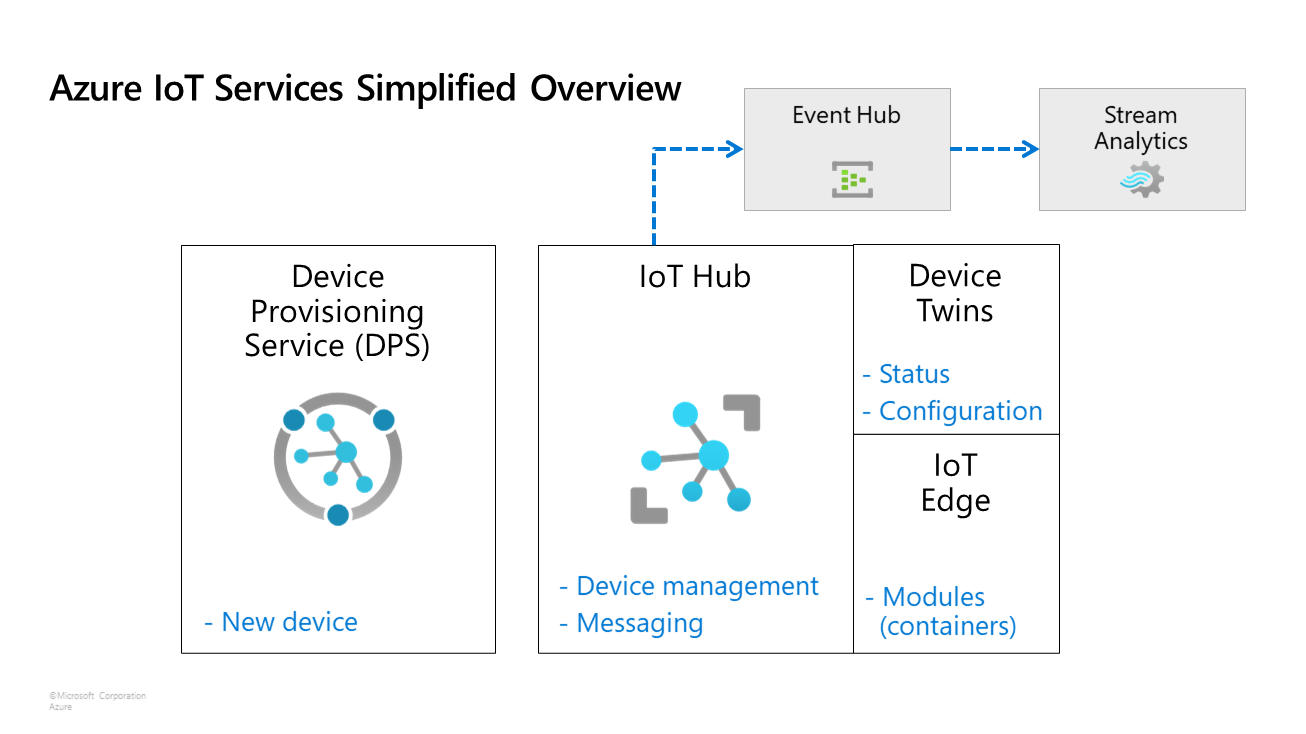 Azure IoT Services Simplified Overview
Event Hub
Stream
Analytics
Device
Provisioning
Service (DPS)
- New device
IoT Hub
- Device management
- Messaging
Device
Twins
- Status
- Configuration
IoT
Edge
- Modules
(containers)
©Microsoft Corporation
Azure